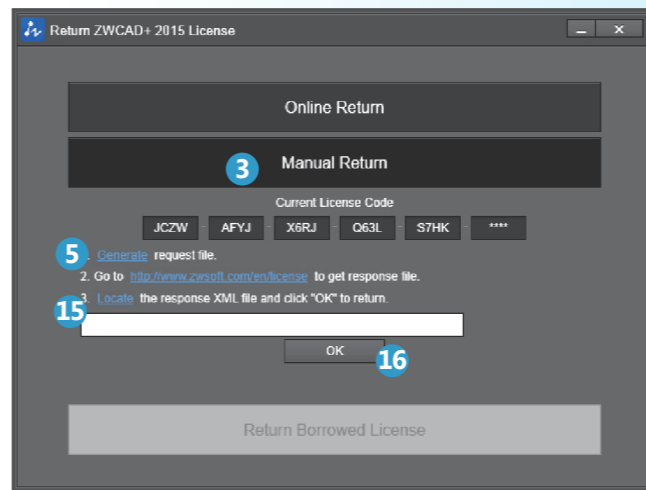 Return ZWCAD+ 2015 License
Online Return
3 Manual Return
Current License Code
JCZW - AFYJ - X6RJ - Q63L - S7HK - ****
5 . Generate request file.
2. Go to http://www.zwsoft.com/en/license to get response file.
3. Locate the response XML file and click "OK" to return.
15
OK 16
Return Borrowed License